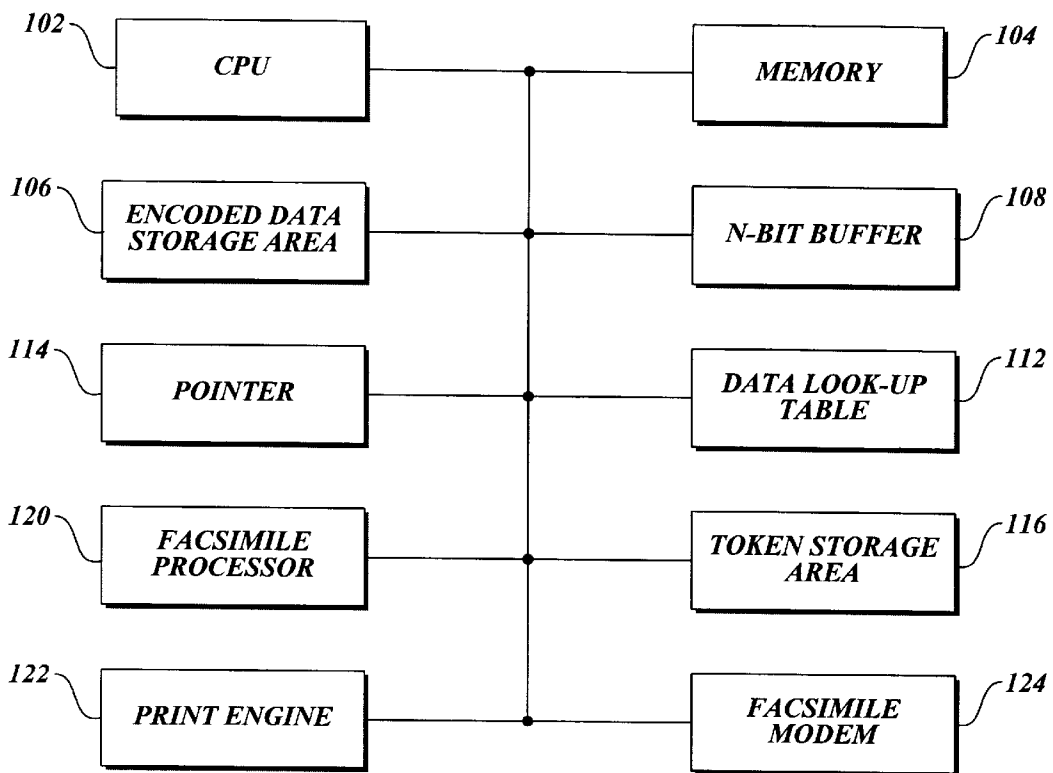 102
CPU
MEMORY
104
106
ENCODED DATA
STORAGE AREA
N-BIT BUFFER
108
114
POINTER
DATA LOOK-UP
TABLE
112
120
FACSIMILE
PROCESSOR
TOKEN STORAGE
AREA
116
122
PRINT ENGINE
FACSIMILE
MODEM
124